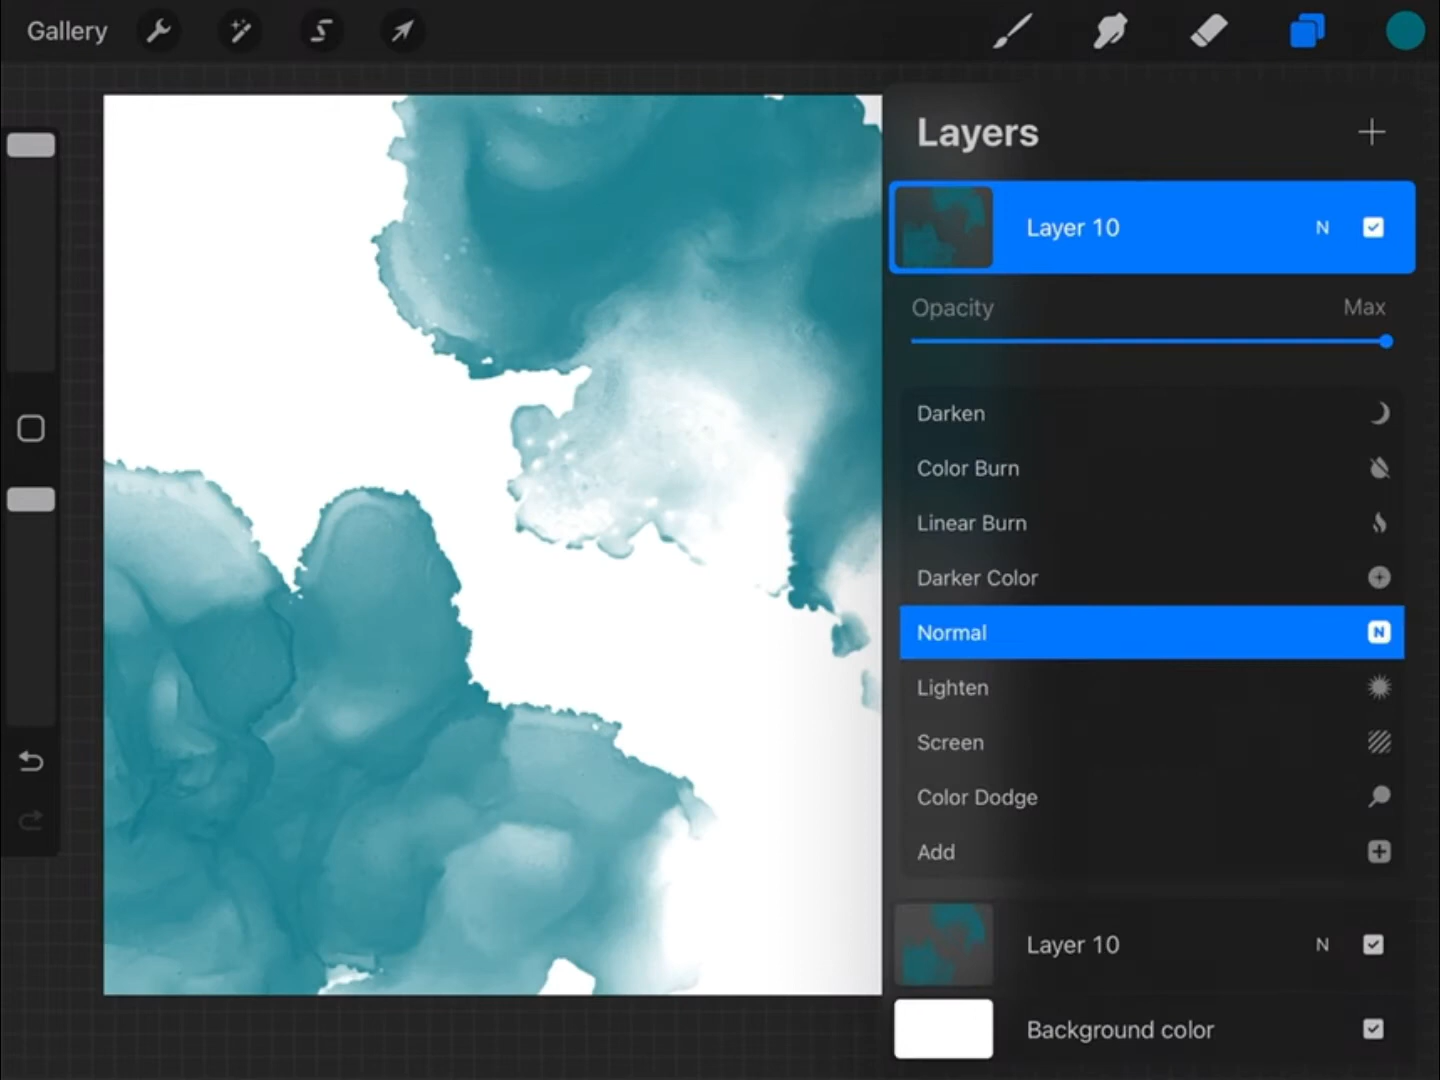 Gallery
Layers
Layer 10 N
Opacity Max
Darken
Color Burn
Linear Burn
Darker Color
Normal N
Lighten
Screen
Color Dodge
Add
Layer 10 N
Background color